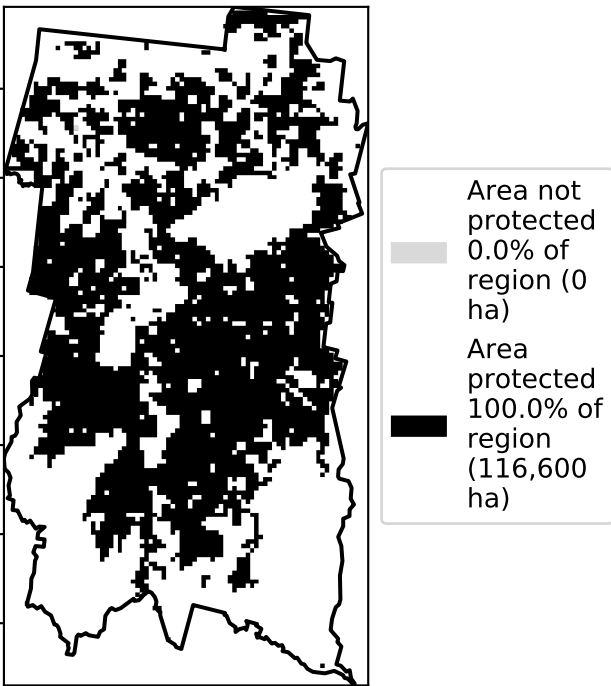 Area not
protected
0.0% of
region (0
ha)
Area
protected
100.0% of
region
(116,600
ha)